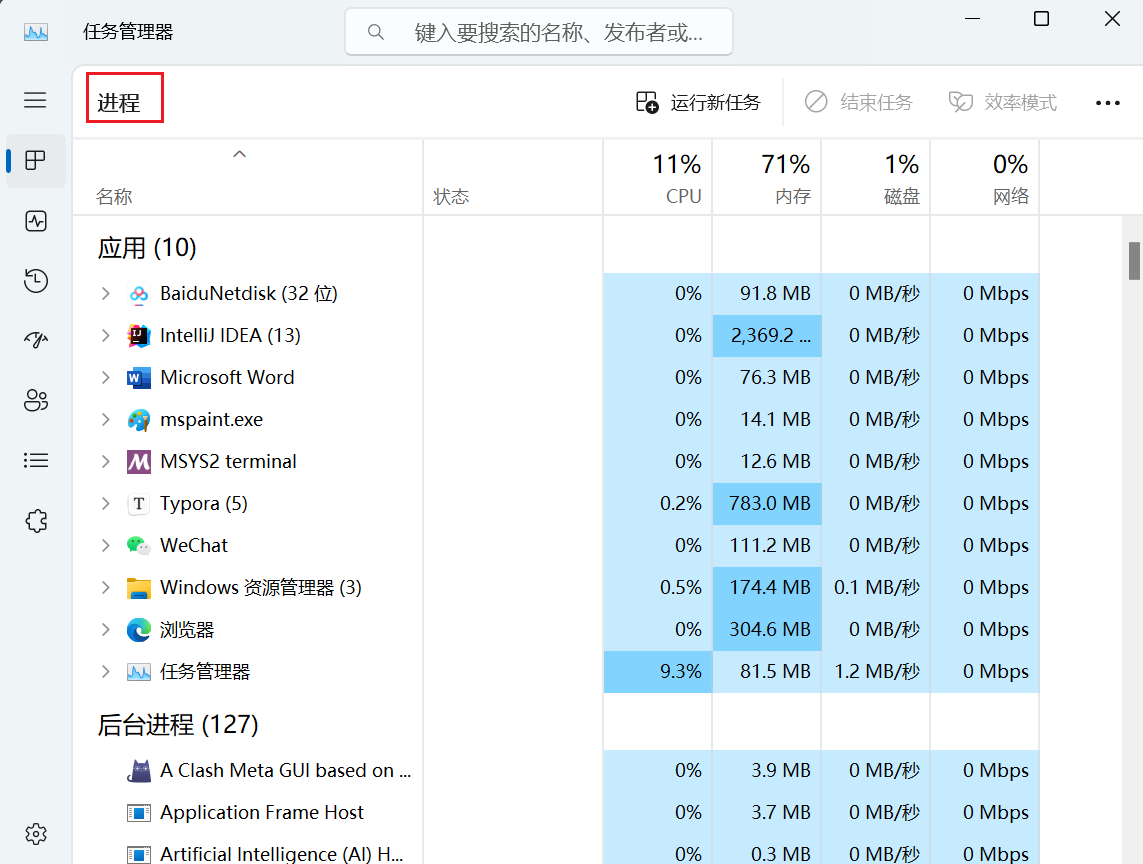 任务管理器
键入要搜索的名称、发布者或...
进程
运行新任务 结束任务 效率模式
11% 71% 1% 0%
名称 状态 CPU 内存 磁盘 网络
应用 (10)
BaiduNetdisk (32 位) 0% 91.8 MB 0 MB/秒 0 Mbps
IntelliJ IDEA (13) 0% 2,369.2 ... 0 MB/秒 0 Mbps
Microsoft Word 0% 76.3 MB 0 MB/秒 0 Mbps
mspaint.exe 0% 14.1 MB 0 MB/秒 0 Mbps
MSYS2 terminal 0% 12.6 MB 0 MB/秒 0 Mbps
Typora (5) 0.2% 783.0 MB 0 MB/秒 0 Mbps
WeChat 0% 111.2 MB 0 MB/秒 0 Mbps
Windows 资源管理器 (3) 0.5% 174.4 MB 0.1 MB/秒 0 Mbps
浏览器 0% 304.6 MB 0 MB/秒 0 Mbps
任务管理器 9.3% 81.5 MB 1.2 MB/秒 0 Mbps
后台进程 (127)
A Clash Meta GUI based on ... 0% 3.9 MB 0 MB/秒 0 Mbps
Application Frame Host 0% 3.7 MB 0 MB/秒 0 Mbps
Artificial Intelligence (AI) H... 0% 0.3 MB 0 MB/秒 0 Mbps